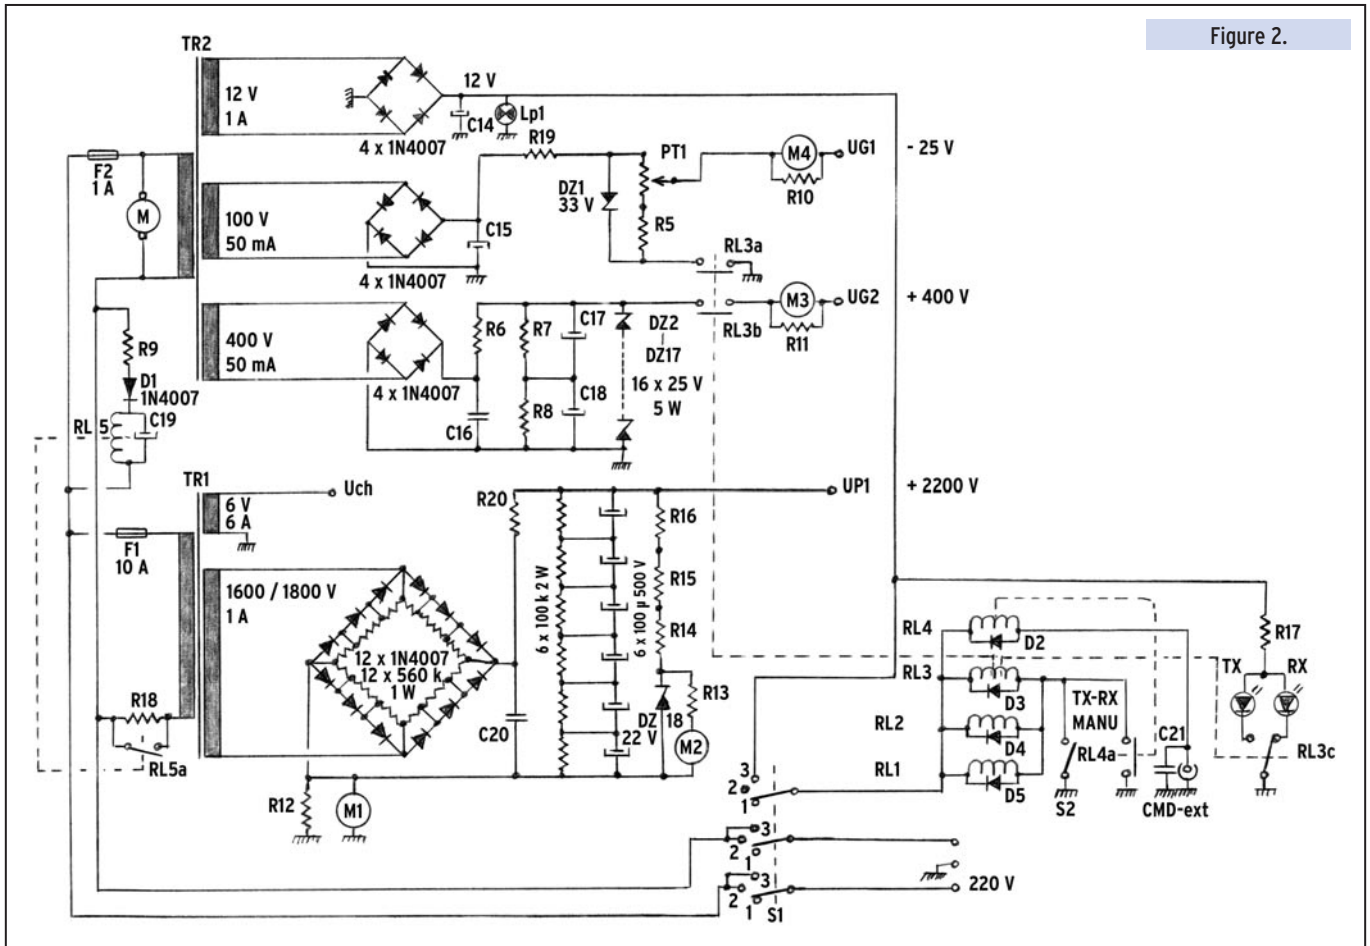 Figure 2.
TR2
12 V
1 A
4 x 1N4007
12 V
C14
Lp1
F2
1 A
M
100 V
50 mA
4 x 1N4007
C15
R19
DZ1
33 V
PT1
R5
M4
R10
UG1
- 25 V
RL3a
RL3b
M3
R11
UG2
+ 400 V
400 V
50 mA
4 x 1N4007
R6
C16
R7
R8
C17
C18
DZ2
|
DZ17
16 x 25 V
5 W
R9
D1
1N4007
C19
RL 5
TR1
6 V
6 A
Uch
F1
10 A
1600 / 1800 V
1 A
12 x 1N4007
12 x 560 k
1 W
R18
RL5a
R12
M1
R20
C20
6 x 100 k 2 W
6 x 100 µ 500 V
22 V
R16
R15
R14
DZ 18
R13
M2
UP1
+ 2200 V
RL4
D2
RL3
D3
RL2
D4
RL1
D5
TX-RX
MANU
RL4a
S2
C21
CMD-ext
R17
TX
RX
RL3c
3
2
1
3
2
1
3
2
1
S1
220 V